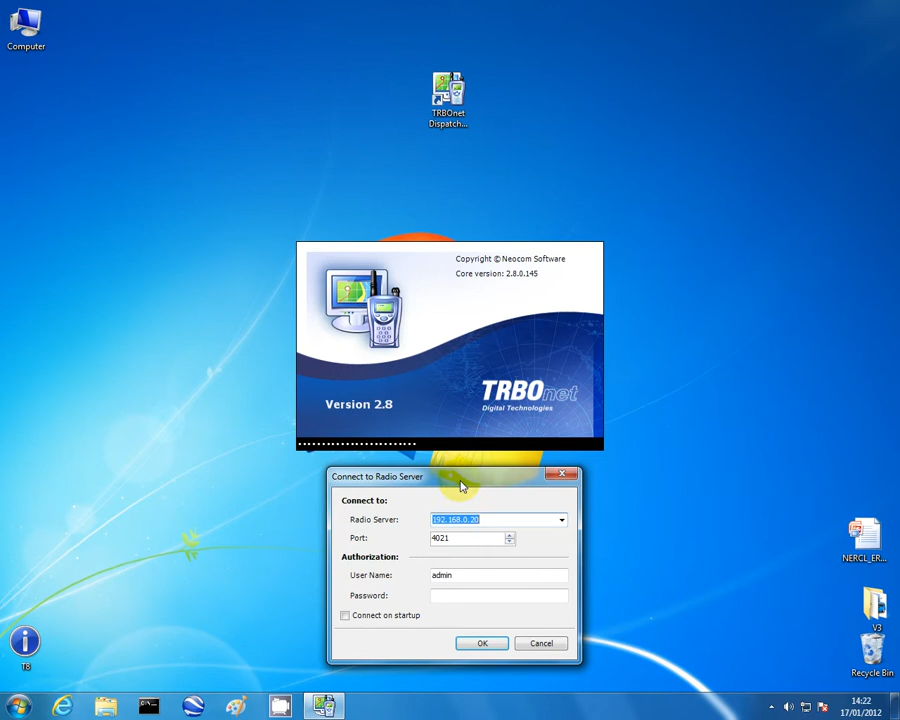 Computer
TRBOnet
Dispatch...
Copyright © Neocom Software
Core version: 2.8.0.145
Version 2.8
TRBOnet
Digital Technologies
Connect to Radio Server
Connect to:
Radio Server: 192.168.0.20
Port: 4021
Authorization:
User Name: admin
Password:
Connect on startup
OK Cancel
NERCL_ER...
V3
T8
Recycle Bin
14:22
17/01/2012